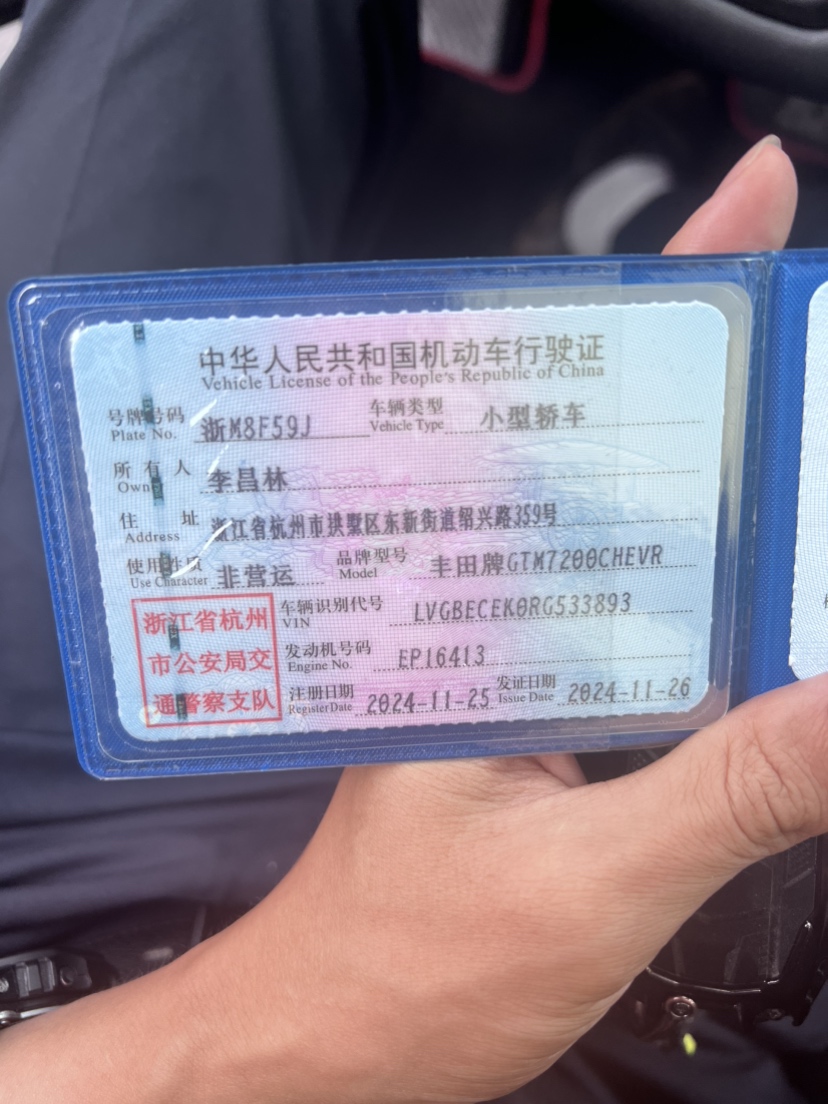 中华人民共和国机动车行驶证
Vehicle License of the People's Republic of China
号牌号码 浙M8F59J 车辆类型 小型轿车
Plate No. Vehicle Type
所有人 李昌林
Owner
住址 浙江省杭州市拱墅区东新街道绍兴路359号
Address
使用性质 非营运 品牌型号 丰田牌GTM7200CHEVR
Use Character Model
浙江省杭州
市公安局交
通警察支队
车辆识别代号 LVGBECEK0RG533893
VIN
发动机号码 EP16413
Engine No.
注册日期 2024-11-25 发证日期 2024-11-26
Register Date Issue Date